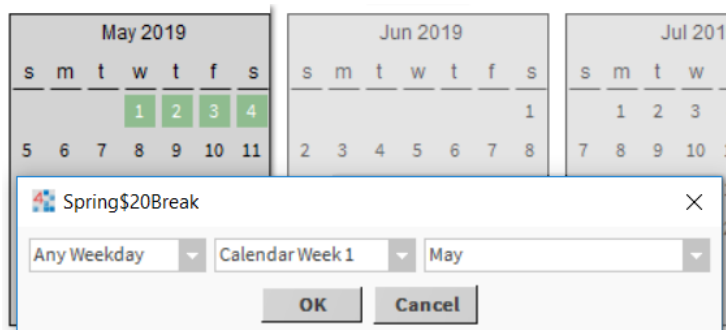 May 2019
s m t w t f s
1 2 3 4
5 6 7 8 9 10 11
Jun 2019
s m t w t f s
1
2 3 4 5 6 7 8
Jul 201
s m t w
1 2 3
7 8 9 10
Spring$20Break
Any Weekday
Calendar Week 1
May
OK
Cancel